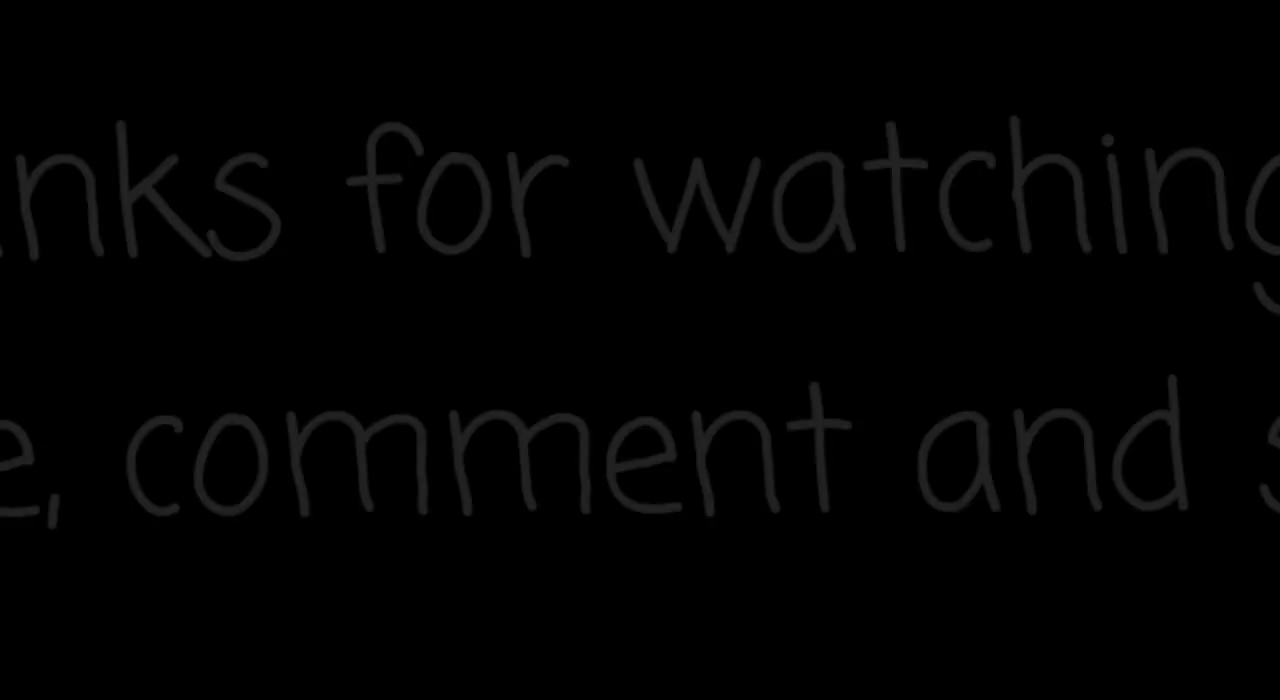 nks for watching
e, comment and s